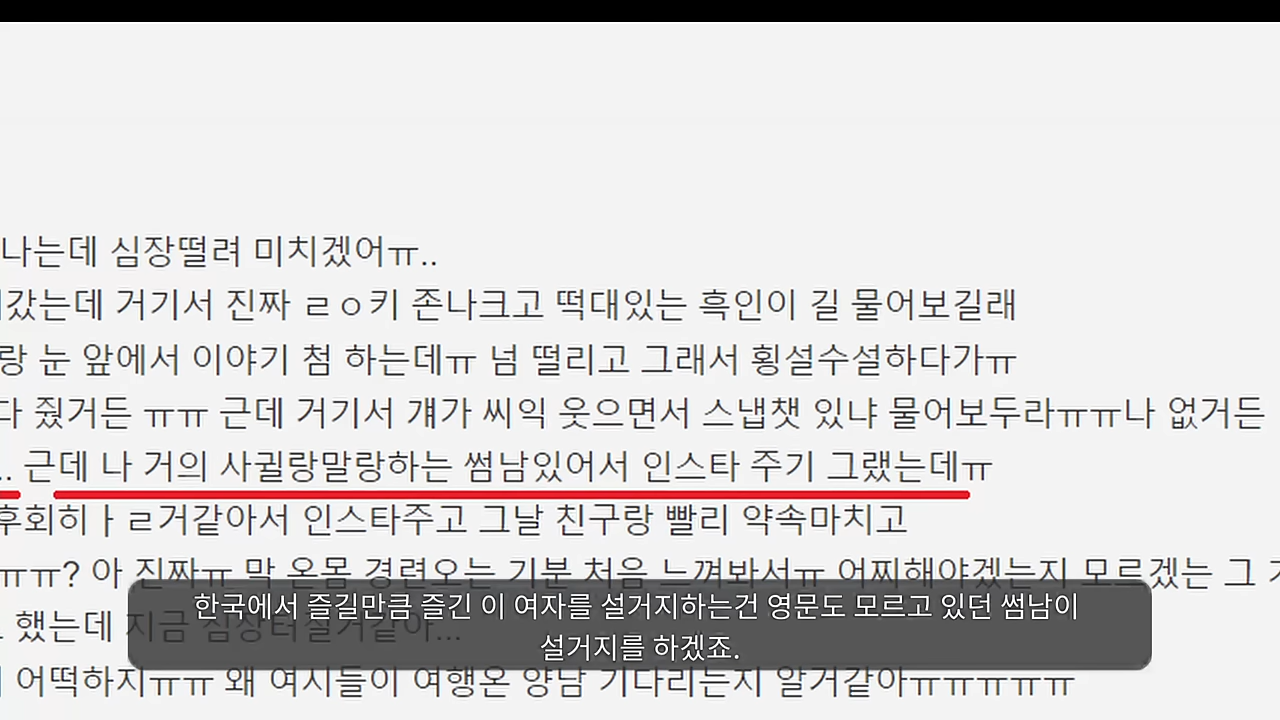 나는데 심장떨려 미치겠어ㅠ..
갔는데 거기서 진짜 ㄹㅇ키 존나크고 떡대있는 흑인이 길 물어보길래
랑 눈 앞에서 이야기 첨 하는데ㅠ 넘 떨리고 그래서 횡설수설하다가ㅠ
다 줬거든 ㅠㅠ 근데 거기서 걔가 씨익 웃으면서 스냅챗 있냐 물어보두라ㅠㅠ나 없거든
.. 근데 나 거의 사귈랑말랑하는 썸남있어서 인스타 주기 그랬는데ㅠ
후회히ㅏㄹ거같아서 인스타주고 그날 친구랑 빨리 약속마치고
ㅠㅠ? 아 진짜ㅠ 막 온몸 경련오는 기분 처음 느껴봐서ㅠ 어찌해야겠는지 모르겠는 그
했는데 지금 심장터질거같아...
어떡하지ㅠㅠ 왜 여시들이 여행온 양남 기다리는지 알거같아ㅠㅠㅠㅠㅠ
한국에서 즐길만큼 즐긴 이 여자를 설거지하는건 영문도 모르고 있던 썸남이
설거지를 하겠죠.